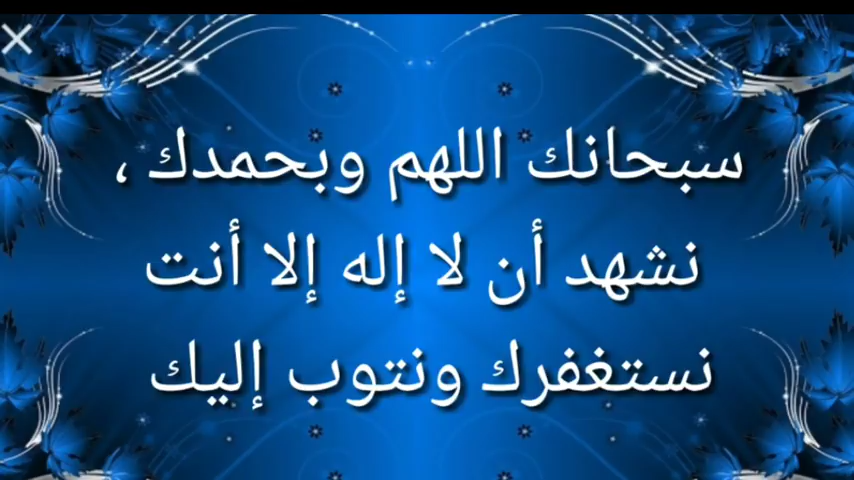 سبحانك اللهم وبحمدك ،
نشهد أن لا إله إلا أنت
نستغفرك ونتوب إليك